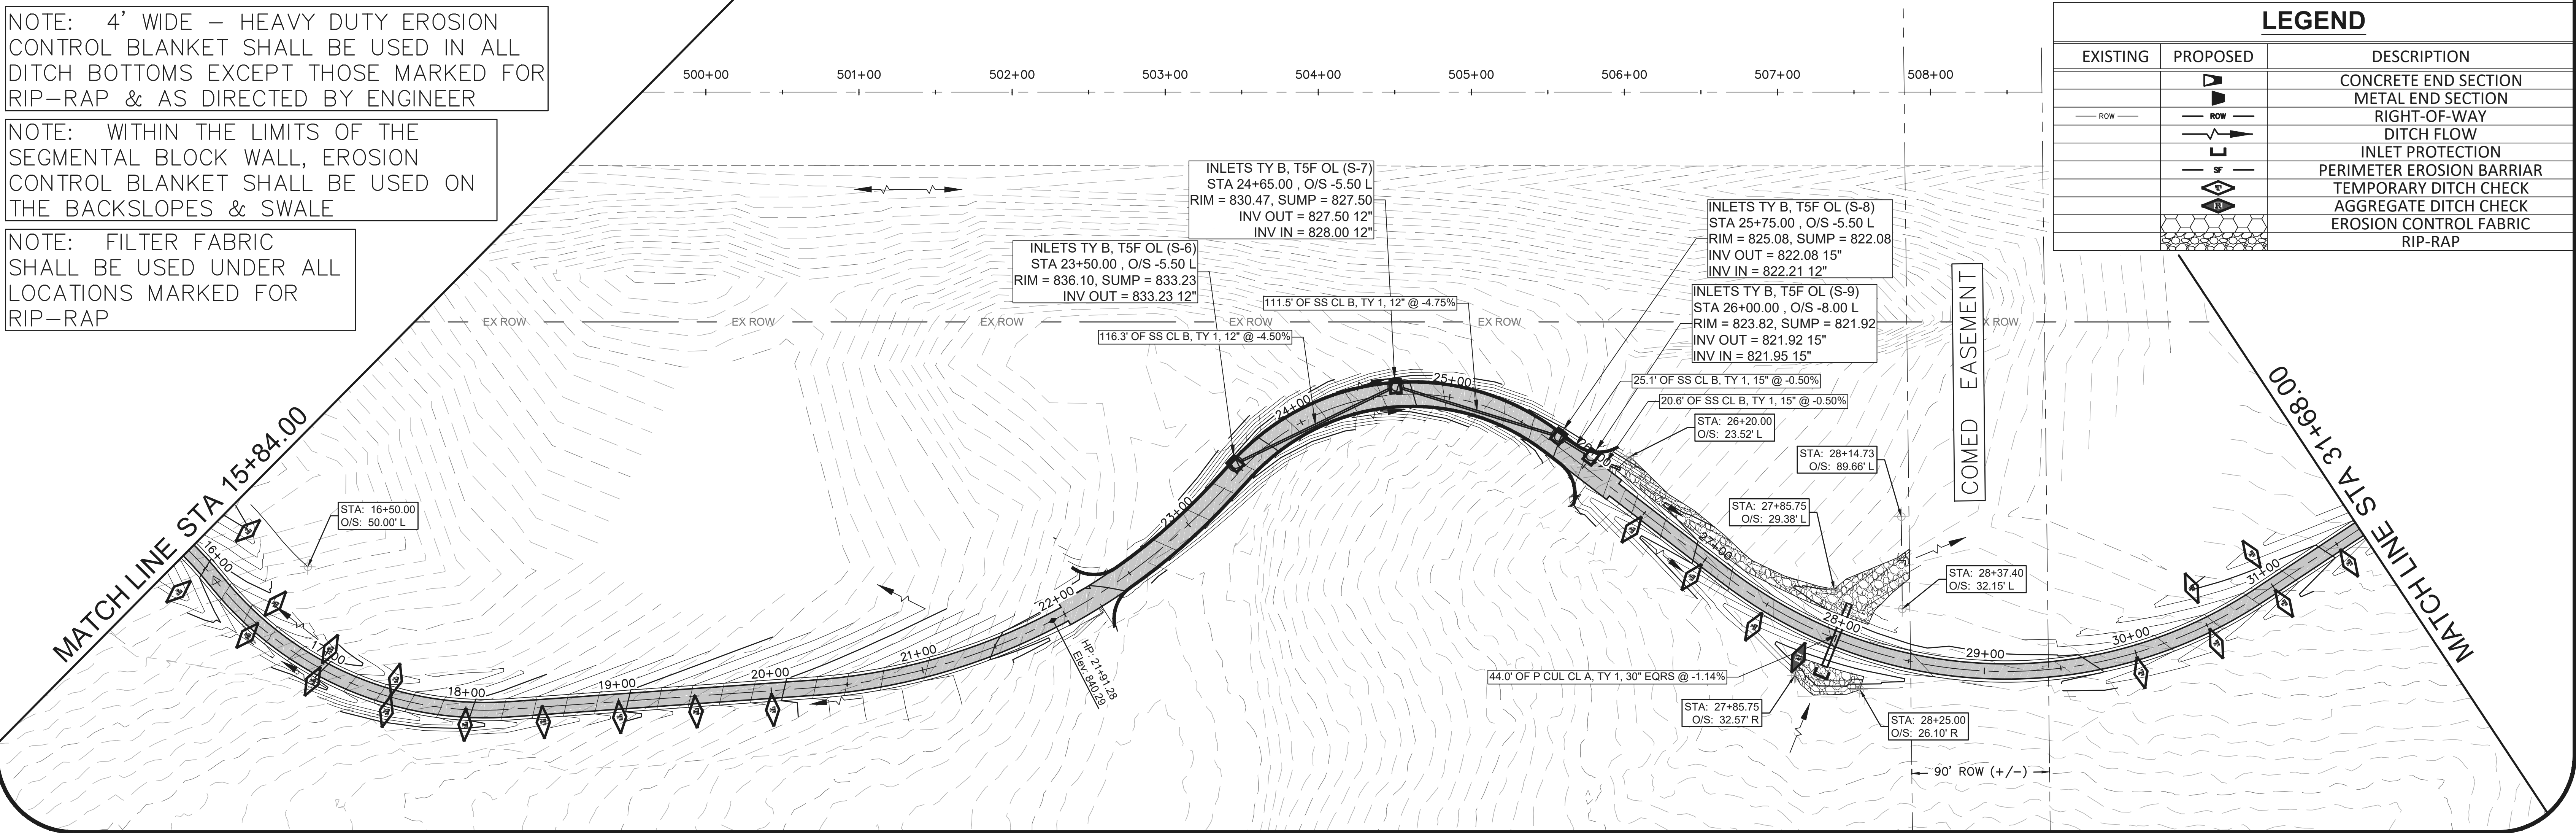 NOTE: 4' WIDE – HEAVY DUTY EROSION
CONTROL BLANKET SHALL BE USED IN ALL
DITCH BOTTOMS EXCEPT THOSE MARKED FOR
RIP–RAP & AS DIRECTED BY ENGINEER
NOTE: WITHIN THE LIMITS OF THE
SEGMENTAL BLOCK WALL, EROSION
CONTROL BLANKET SHALL BE USED ON
THE BACKSLOPES & SWALE
NOTE: FILTER FABRIC
SHALL BE USED UNDER ALL
LOCATIONS MARKED FOR
RIP–RAP
500+00 501+00 502+00 503+00 504+00 505+00 506+00 507+00 508+00
LEGEND
EXISTING PROPOSED DESCRIPTION
CONCRETE END SECTION
METAL END SECTION
ROW ROW RIGHT-OF-WAY
DITCH FLOW
INLET PROTECTION
SF PERIMETER EROSION BARRIAR
TEMPORARY DITCH CHECK
AGGREGATE DITCH CHECK
EROSION CONTROL FABRIC
RIP-RAP
INLETS TY B, T5F OL (S-7)
STA 24+65.00 , O/S -5.50 L
RIM = 830.47, SUMP = 827.50
INV OUT = 827.50 12"
INV IN = 828.00 12"
INLETS TY B, T5F OL (S-6)
STA 23+50.00 , O/S -5.50 L
RIM = 836.10, SUMP = 833.23
INV OUT = 833.23 12"
INLETS TY B, T5F OL (S-8)
STA 25+75.00 , O/S -5.50 L
RIM = 825.08, SUMP = 822.08
INV OUT = 822.08 15"
INV IN = 822.21 12"
INLETS TY B, T5F OL (S-9)
STA 26+00.00 , O/S -8.00 L
RIM = 823.82, SUMP = 821.92
INV OUT = 821.92 15"
INV IN = 821.95 15"
111.5' OF SS CL B, TY 1, 12" @ -4.75%
116.3' OF SS CL B, TY 1, 12" @ -4.50%
EX ROW EX ROW EX ROW EX ROW EX ROW X ROW
25.1' OF SS CL B, TY 1, 15" @ -0.50%
20.6' OF SS CL B, TY 1, 15" @ -0.50%
STA: 26+20.00
O/S: 23.52' L
COMED EASEMENT
STA: 28+14.73
O/S: 89.66' L
STA: 27+85.75
O/S: 29.38' L
STA: 28+37.40
O/S: 32.15' L
STA: 16+50.00
O/S: 50.00' L
MATCH LINE STA 15+84.00
MATCH LINE STA 31+68.00
16+00
17+00
18+00
19+00
20+00
21+00
22+00
23+00
24+00
25+00
27+00
28+00
29+00
30+00
31+00
HP: 21+91.28
Elev: 840.29
44.0' OF P CUL CL A, TY 1, 30" EQRS @ -1.14%
STA: 27+85.75
O/S: 32.57' R
STA: 28+25.00
O/S: 26.10' R
90' ROW (+/–)